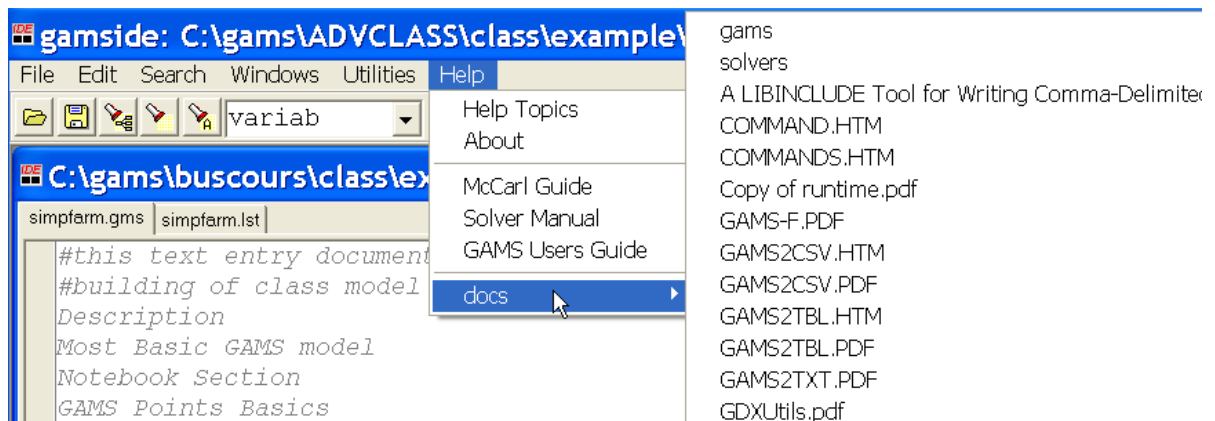 gamside: C:\gams\ADVCLASS\class\example\
File Edit Search Windows Utilities Help
variab
C:\gams\buscours\class\ex
simpfarm.gms simpfarm.lst
#this text entry document
#building of class model
Description
Most Basic GAMS model
Notebook Section
GAMS Points Basics
Help Topics
About
McCarl Guide
Solver Manual
GAMS Users Guide
docs
gams
solvers
A LIBINCLUDE Tool for Writing Comma-Delimited
COMMAND.HTM
COMMANDS.HTM
Copy of runtime.pdf
GAMS-F.PDF
GAMS2CSV.HTM
GAMS2CSV.PDF
GAMS2TBL.HTM
GAMS2TBL.PDF
GAMS2TXT.PDF
GDXUtils.pdf